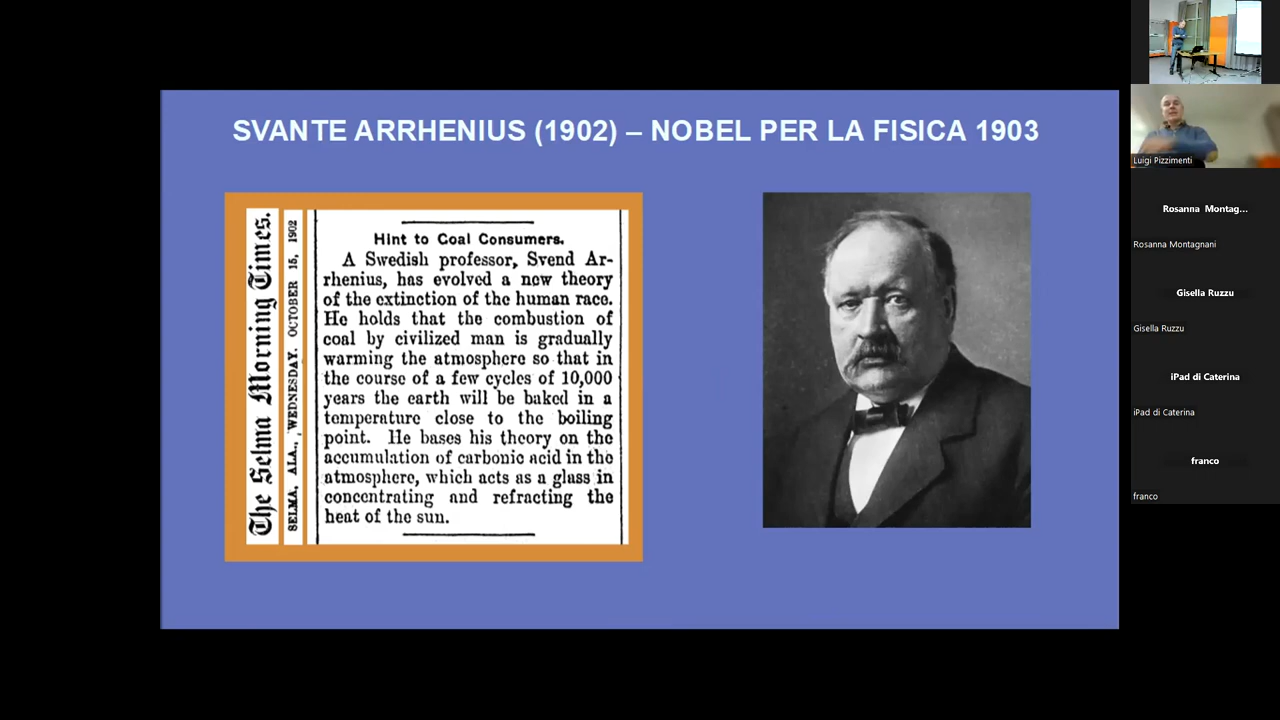 SVANTE ARRHENIUS (1902) – NOBEL PER LA FISICA 1903
The Selma Morning Times.
SELMA, ALA., WEDNESDAY, OCTOBER 15, 1902
Hint to Coal Consumers.
A Swedish professor, Svend Ar-
rhenius, has evolved a new theory
of the extinction of the human race.
He holds that the combustion of
coal by civilized man is gradually
warming the atmosphere so that in
the course of a few cycles of 10,000
years the earth will be baked in a
temperature close to the boiling
point. He bases his theory on the
accumulation of carbonic acid in the
atmosphere, which acts as a glass in
concentrating and refracting the
heat of the sun.
Luigi Pizzimenti
Rosanna Montag...
Rosanna Montagnani
Gisella Ruzzu
Gisella Ruzzu
iPad di Caterina
iPad di Caterina
franco
franco